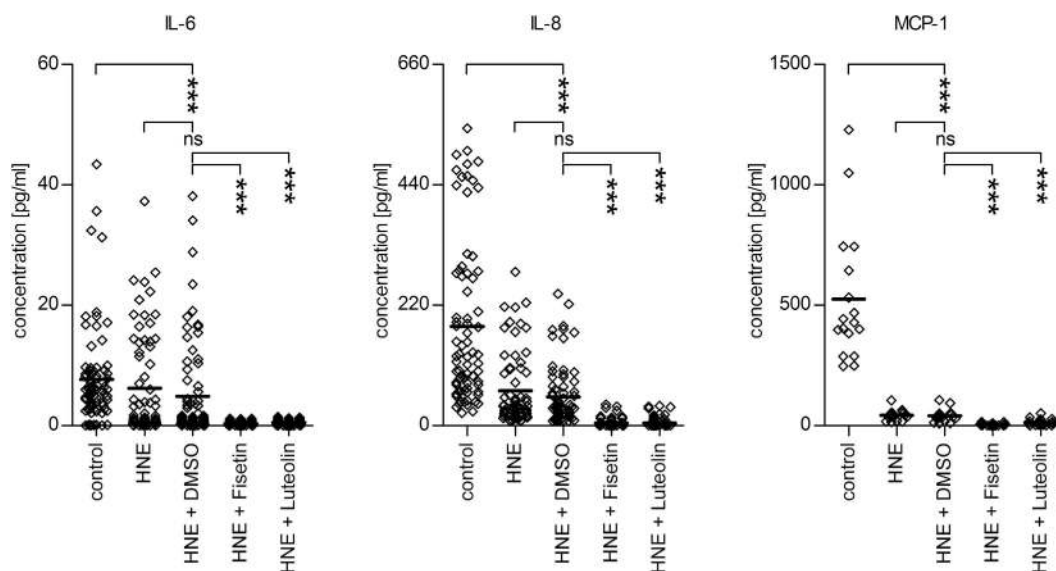 IL-6
60
40
20
0
concentration [pg/ml]
***
ns
***
***
control
HNE
HNE + DMSO
HNE + Fisetin
HNE + Luteolin
IL-8
660
440
220
0
concentration [pg/ml]
***
ns
***
***
control
HNE
HNE + DMSO
HNE + Fisetin
HNE + Luteolin
MCP-1
1500
1000
500
0
concentration [pg/ml]
***
ns
***
***
control
HNE
HNE + DMSO
HNE + Fisetin
HNE + Luteolin